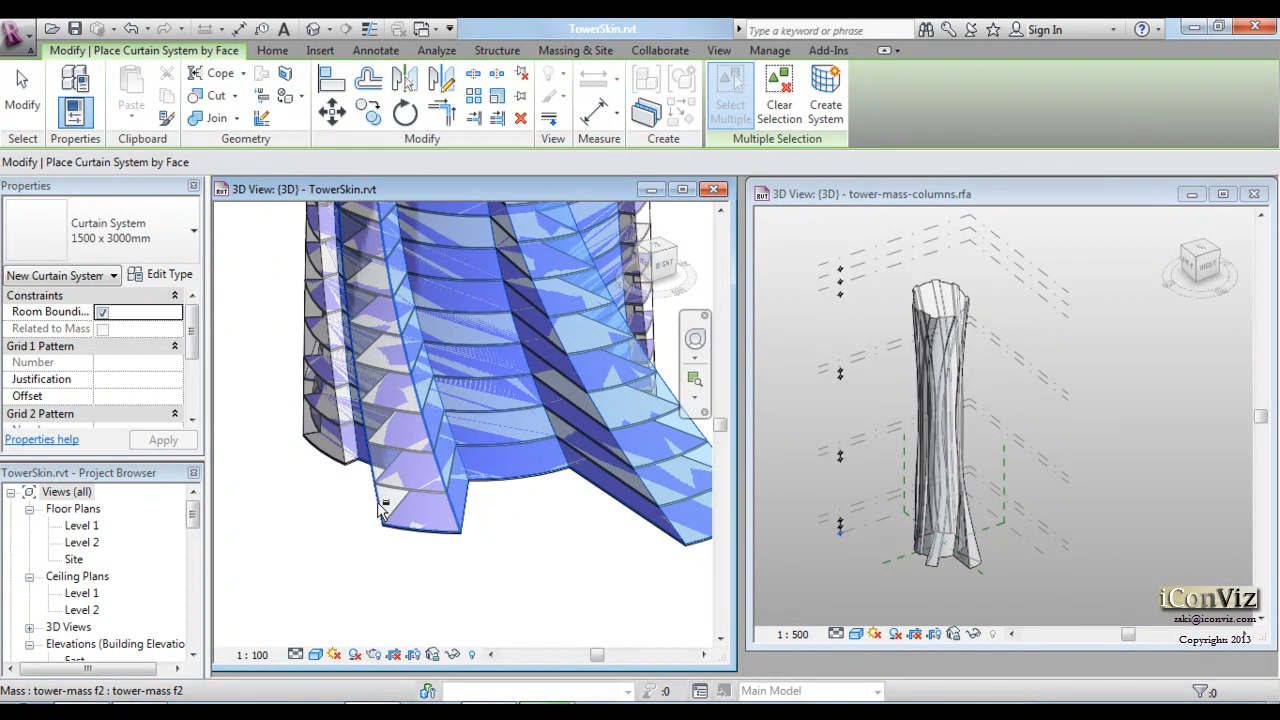 TowerSkin.rvt
Type a keyword or phrase
Sign In
Modify | Place Curtain System by Face
Home
Insert
Annotate
Analyze
Structure
Massing & Site
Collaborate
View
Manage
Add-Ins
Modify
Paste
Cope
Cut
Join
Select Multiple
Clear Selection
Create System
Select
Properties
Clipboard
Geometry
Modify
View
Measure
Create
Multiple Selection
Modify | Place Curtain System by Face
Properties
Curtain System
1500 x 3000mm
New Curtain System
Edit Type
Constraints
Room Boundi...
Related to Mass
Grid 1 Pattern
Number
Justification
Offset
Grid 2 Pattern
Properties help
Apply
TowerSkin.rvt - Project Browser
Views (all)
Floor Plans
Level 1
Level 2
Site
Ceiling Plans
Level 1
Level 2
3D Views
Elevations (Building Elevatio
East
3D View: {3D} - TowerSkin.rvt
RIGHT
1 : 100
3D View: {3D} - tower-mass-columns.rfa
RIGHT
1 : 500
iConViz
zaki@iconviz.com
Copyright 2013
Mass : tower-mass f2 : tower-mass f2
:0
Main Model
:0